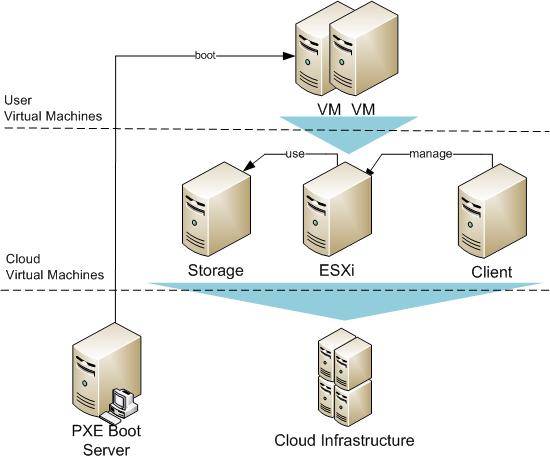 boot
VM VM
User
Virtual Machines
use
manage
Storage
ESXi
Client
Cloud
Virtual Machines
PXE Boot
Server
Cloud Infrastructure